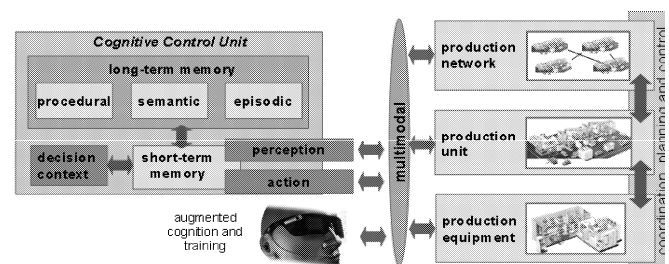 Cognitive Control Unit
long-term memory
procedural
semantic
episodic
decision
context
short-term
memory
perception
action
augmented
cognition and
training
multimodal
production
network
production
unit
production
equipment
coordination, planning and control